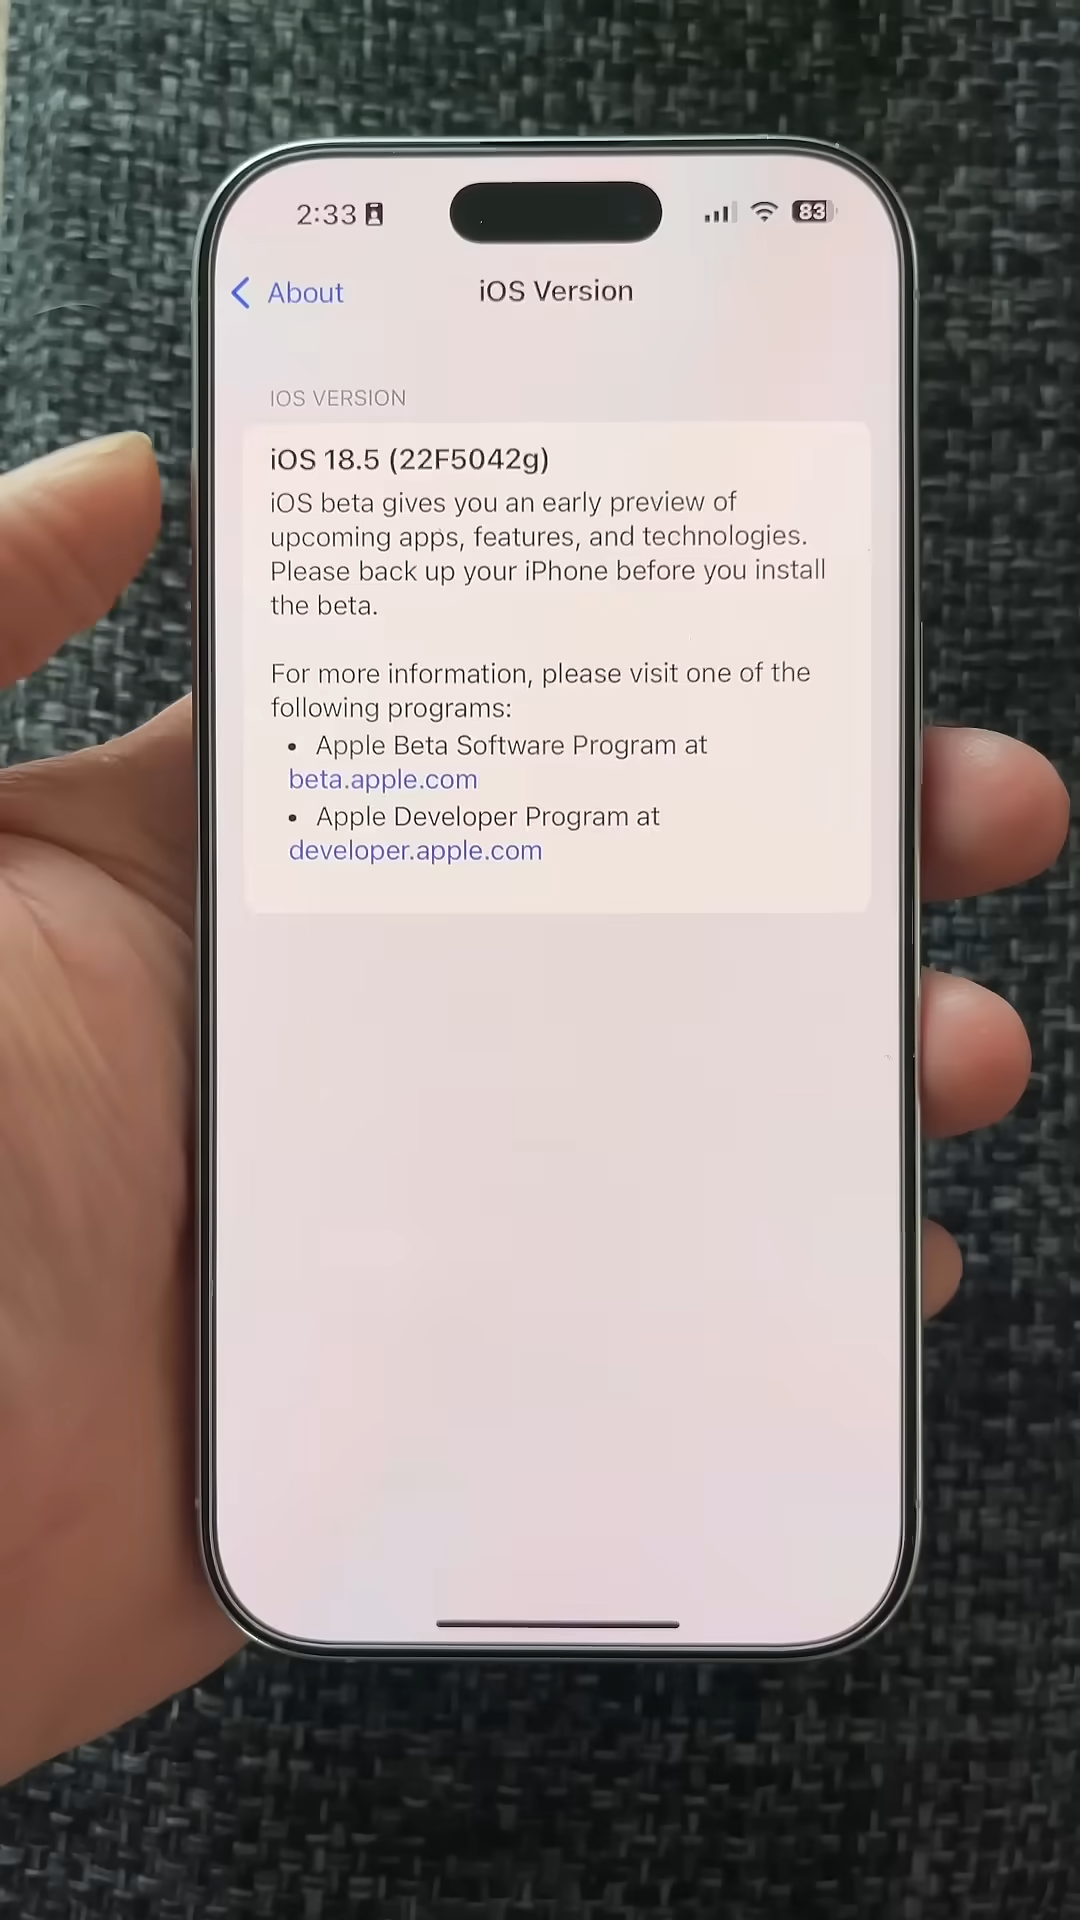 2:33
83
About
iOS Version
IOS VERSION
iOS 18.5 (22F5042g)
iOS beta gives you an early preview of
upcoming apps, features, and technologies.
Please back up your iPhone before you install
the beta.
For more information, please visit one of the
following programs:
• Apple Beta Software Program at
beta.apple.com
• Apple Developer Program at
developer.apple.com